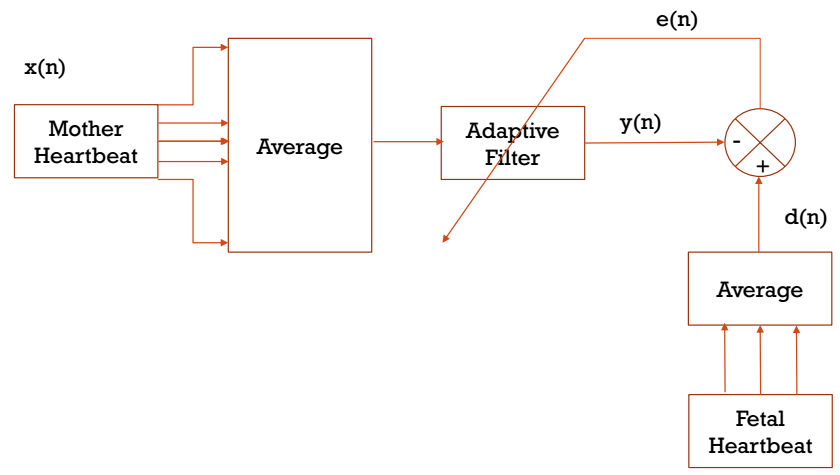 e(n)
x(n)
Mother
Heartbeat
Average
Adaptive
Filter
y(n)
-
+
d(n)
Average
Fetal
Heartbeat